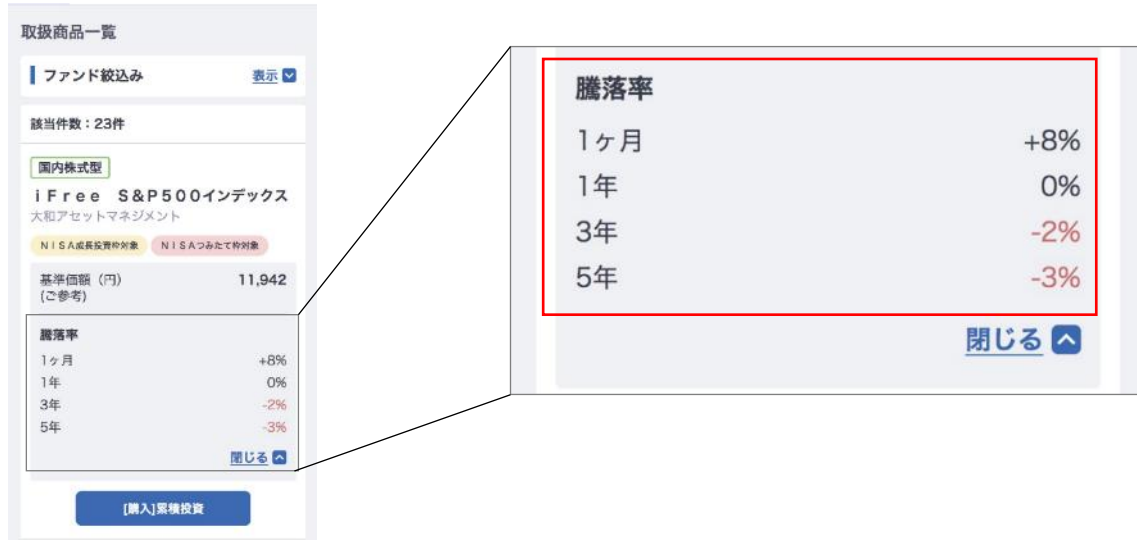 取扱商品一覧
ファンド絞込み 表示
該当件数：23件
国内株式型
ｉＦｒｅｅ　Ｓ＆Ｐ５００インデックス
大和アセットマネジメント
ＮＩＳＡ成長投資枠対象 ＮＩＳＡつみたて枠対象
基準価額（円） 11,942
(ご参考)
騰落率
1ヶ月 +8%
1年 0%
3年 -2%
5年 -3%
閉じる
[購入]累積投資
騰落率
1ヶ月 +8%
1年 0%
3年 -2%
5年 -3%
閉じる